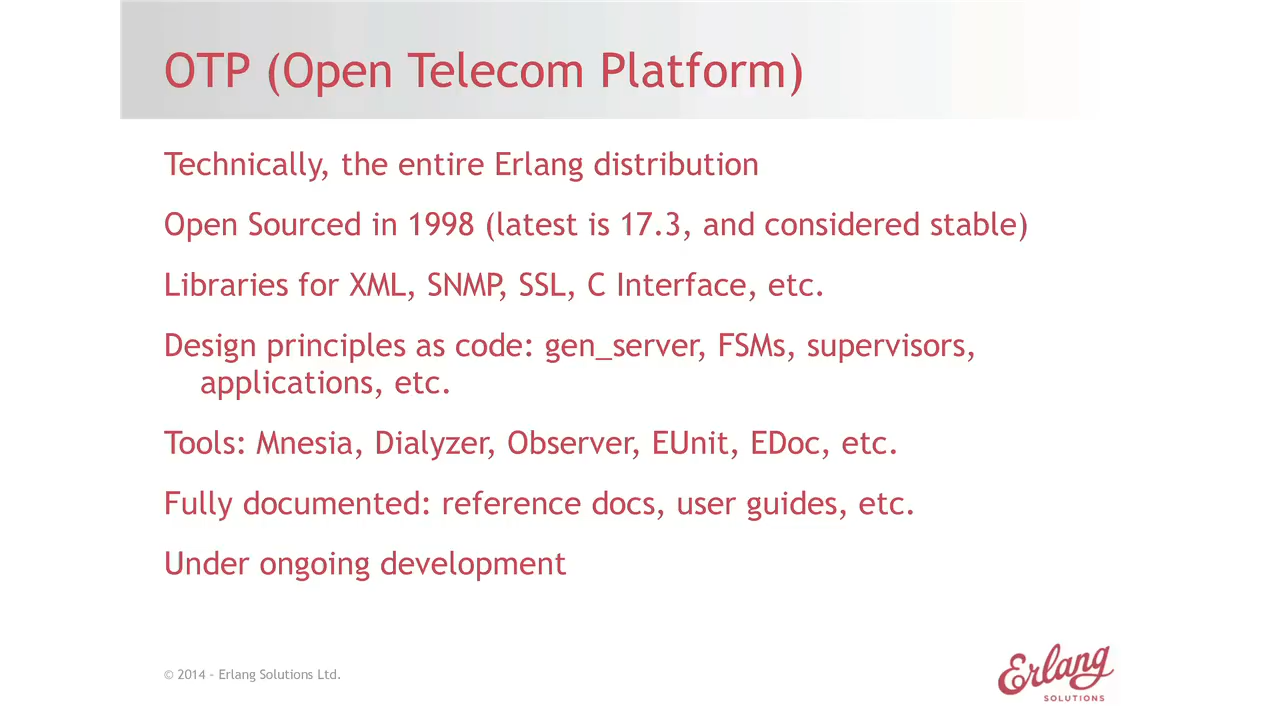 OTP (Open Telecom Platform)
Technically, the entire Erlang distribution
Open Sourced in 1998 (latest is 17.3, and considered stable)
Libraries for XML, SNMP, SSL, C Interface, etc.
Design principles as code: gen_server, FSMs, supervisors,
applications, etc.
Tools: Mnesia, Dialyzer, Observer, EUnit, EDoc, etc.
Fully documented: reference docs, user guides, etc.
Under ongoing development
© 2014 - Erlang Solutions Ltd.
Erlang
SOLUTIONS